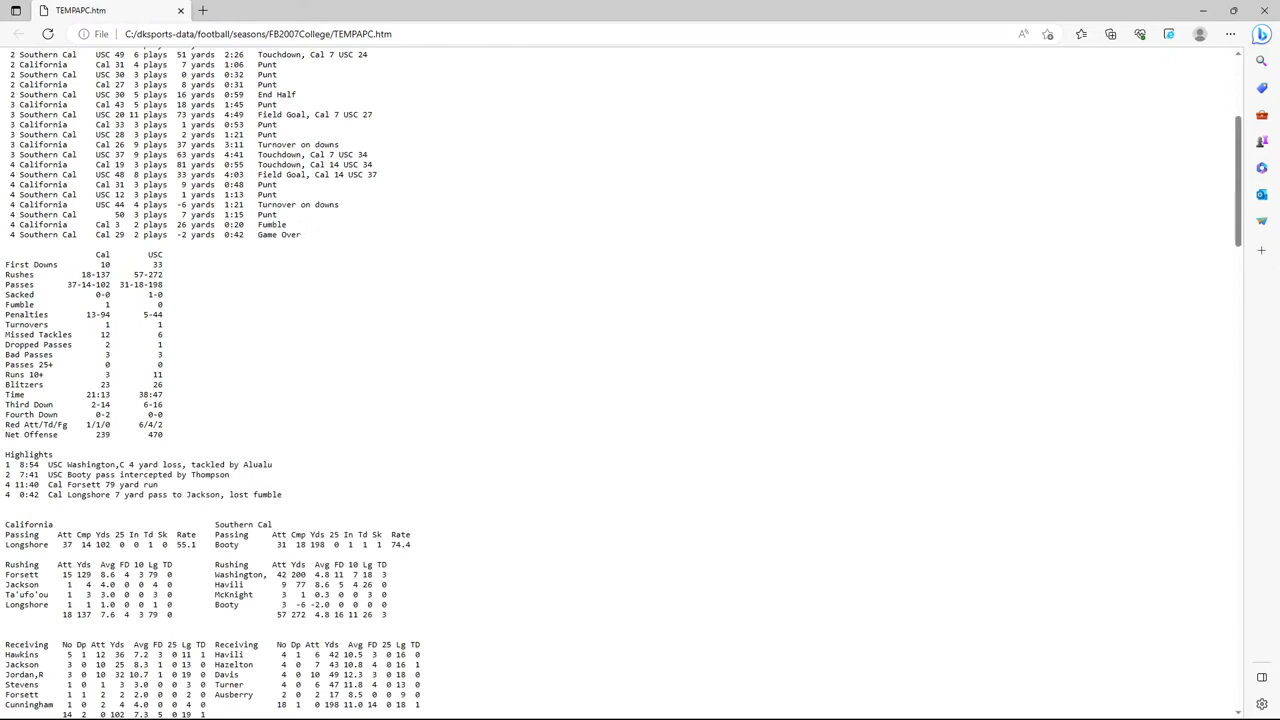 TEMPAPC.htm
File C:/dksports-data/football/seasons/FB2007College/TEMPAPC.htm
2 Southern Cal USC 49 6 plays 51 yards 2:26 Touchdown, Cal 7 USC 24
2 California Cal 31 4 plays 7 yards 1:06 Punt
2 Southern Cal USC 30 3 plays 0 yards 0:32 Punt
2 California Cal 27 3 plays 8 yards 0:31 Punt
2 Southern Cal USC 30 5 plays 16 yards 0:59 End Half
3 California Cal 43 5 plays 18 yards 1:45 Punt
3 Southern Cal USC 20 11 plays 73 yards 4:49 Field Goal, Cal 7 USC 27
3 California Cal 33 3 plays 1 yards 0:53 Punt
3 Southern Cal USC 28 3 plays 2 yards 1:21 Punt
3 California Cal 26 9 plays 37 yards 3:11 Turnover on downs
3 Southern Cal USC 37 9 plays 63 yards 4:41 Touchdown, Cal 7 USC 34
4 California Cal 19 3 plays 81 yards 0:55 Touchdown, Cal 14 USC 34
4 Southern Cal USC 48 8 plays 33 yards 4:03 Field Goal, Cal 14 USC 37
4 California Cal 31 3 plays 9 yards 0:48 Punt
4 Southern Cal USC 12 3 plays 1 yards 1:13 Punt
4 California USC 44 4 plays -6 yards 1:21 Turnover on downs
4 Southern Cal 50 3 plays 7 yards 1:15 Punt
4 California Cal 3 2 plays 26 yards 0:20 Fumble
4 Southern Cal Cal 29 2 plays -2 yards 0:42 Game Over
Cal USC
First Downs 10 33
Rushes 18-137 57-272
Passes 37-14-102 31-18-198
Sacked 0-0 1-0
Fumble 1 0
Penalties 13-94 5-44
Turnovers 1 1
Missed Tackles 12 6
Dropped Passes 2 1
Bad Passes 3 3
Passes 25+ 0 0
Runs 10+ 3 11
Blitzers 23 26
Time 21:13 38:47
Third Down 2-14 6-16
Fourth Down 0-2 0-0
Red Att/Td/Fg 1/1/0 6/4/2
Net Offense 239 470
Highlights
1 8:54 USC Washington,C 4 yard loss, tackled by Alualu
2 7:41 USC Booty pass intercepted by Thompson
4 11:40 Cal Forsett 79 yard run
4 0:42 Cal Longshore 7 yard pass to Jackson, lost fumble
California Southern Cal
Passing Att Cmp Yds 25 In Td Sk Rate Passing Att Cmp Yds 25 In Td Sk Rate
Longshore 37 14 102 0 0 1 0 55.1 Booty 31 18 198 0 1 1 1 74.4
Rushing Att Yds Avg FD 10 Lg TD Rushing Att Yds Avg FD 10 Lg TD
Forsett 15 129 8.6 4 3 79 0 Washington, 42 200 4.8 11 7 18 3
Jackson 1 4 4.0 0 0 4 0 Havili 9 77 8.6 5 4 26 0
Ta'ufo'ou 1 3 3.0 0 0 3 0 McKnight 3 1 0.3 0 0 3 0
Longshore 1 1 1.0 0 0 1 0 Booty 3 -6 -2.0 0 0 0 0
18 137 7.6 4 3 79 0 57 272 4.8 16 11 26 3
Receiving No Dp Att Yds Avg FD 25 Lg TD Receiving No Dp Att Yds Avg FD 25 Lg TD
Hawkins 5 1 12 36 7.2 3 0 11 1 Havili 4 1 6 42 10.5 3 0 16 0
Jackson 3 0 10 25 8.3 1 0 13 0 Hazelton 4 0 7 43 10.8 4 0 16 1
Jordan,R 3 0 10 32 10.7 1 0 19 0 Davis 4 0 10 49 12.3 3 0 18 0
Stevens 1 0 1 3 3.0 0 0 3 0 Turner 4 0 6 47 11.8 4 0 13 0
Forsett 1 1 2 2 2.0 0 0 2 0 Ausberry 2 0 2 17 8.5 0 0 9 0
Cunningham 1 0 2 4 4.0 0 0 4 0 18 1 0 198 11.0 14 0 18 1
14 2 0 102 7.3 5 0 19 1